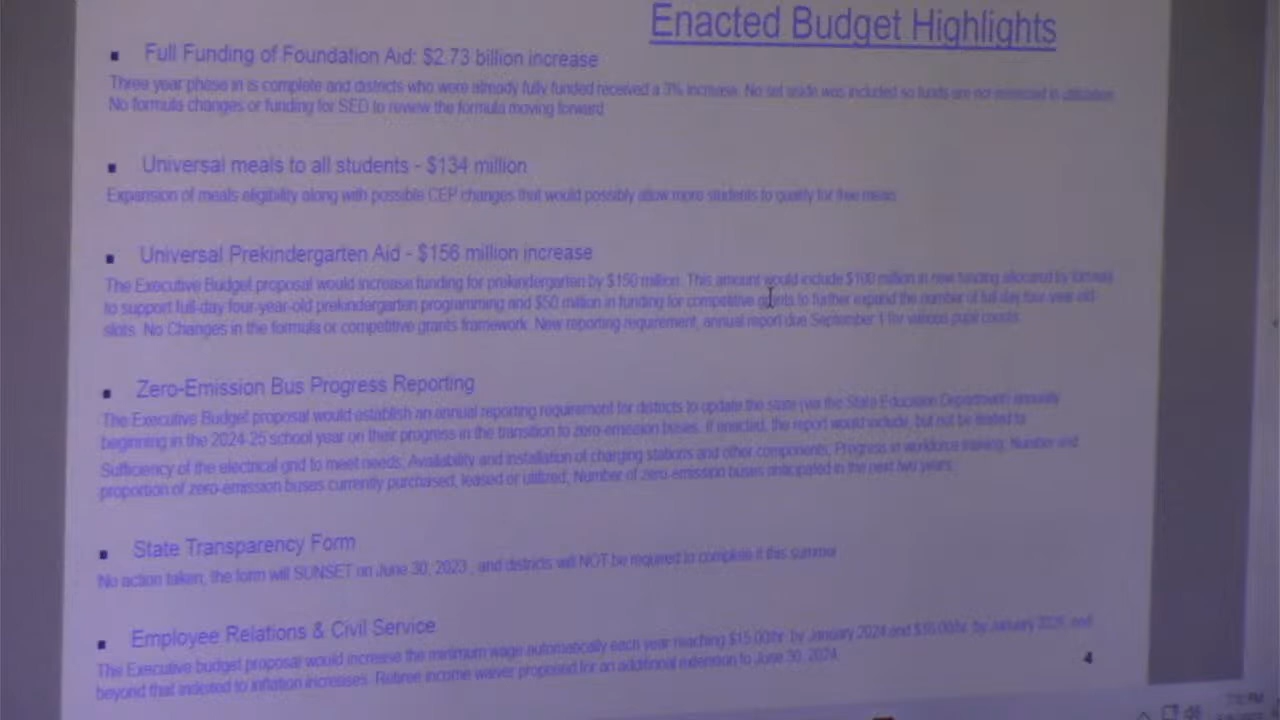 Enacted Budget Highlights
▪ Full Funding of Foundation Aid: $2.73 billion increase
Three year phase in is complete and districts who were already fully funded received a 3% increase. No set aside was included so funds are not restricted in utilization.
No formula changes or funding for SED to review the formula moving forward
▪ Universal meals to all students - $134 million
Expansion of meals eligibility along with possible CEP changes that would possibly allow more students to qualify for free meals
▪ Universal Prekindergarten Aid - $156 million increase
The Executive Budget proposal would increase funding for prekindergarten by $150 million. This amount would include $100 million in new funding allocated by formula
to support full-day four-year-old prekindergarten programming and $50 million in funding for competitive grants to further expand the number of full-day four-year-old
slots. No Changes in the formula or competitive grants framework. New reporting requirement, annual report due September 1 for various pupil counts.
▪ Zero-Emission Bus Progress Reporting
The Executive Budget proposal would establish an annual reporting requirement for districts to update the state (via the State Education Department) annually
beginning in the 2024-25 school year on their progress in the transition to zero-emission buses. If enacted, the report would include, but not be limited to
Sufficiency of the electrical grid to meet needs; Availability and installation of charging stations and other components; Progress in workforce training; Number and
proportion of zero-emission buses currently purchased, leased or utilized; Number of zero-emission buses anticipated in the next two years.
▪ State Transparency Form
No action taken, the form will SUNSET on June 30, 2023 , and districts will NOT be required to complete it this summer
▪ Employee Relations & Civil Service
The Executive budget proposal would increase the minimum wage automatically each year reaching $15.00/hr. by January 2024 and $16.00/hr. by January 2026, and
beyond that indexted to inflation increases. Retiree income waiver proposed for an additional extension to June 30, 2024.
4